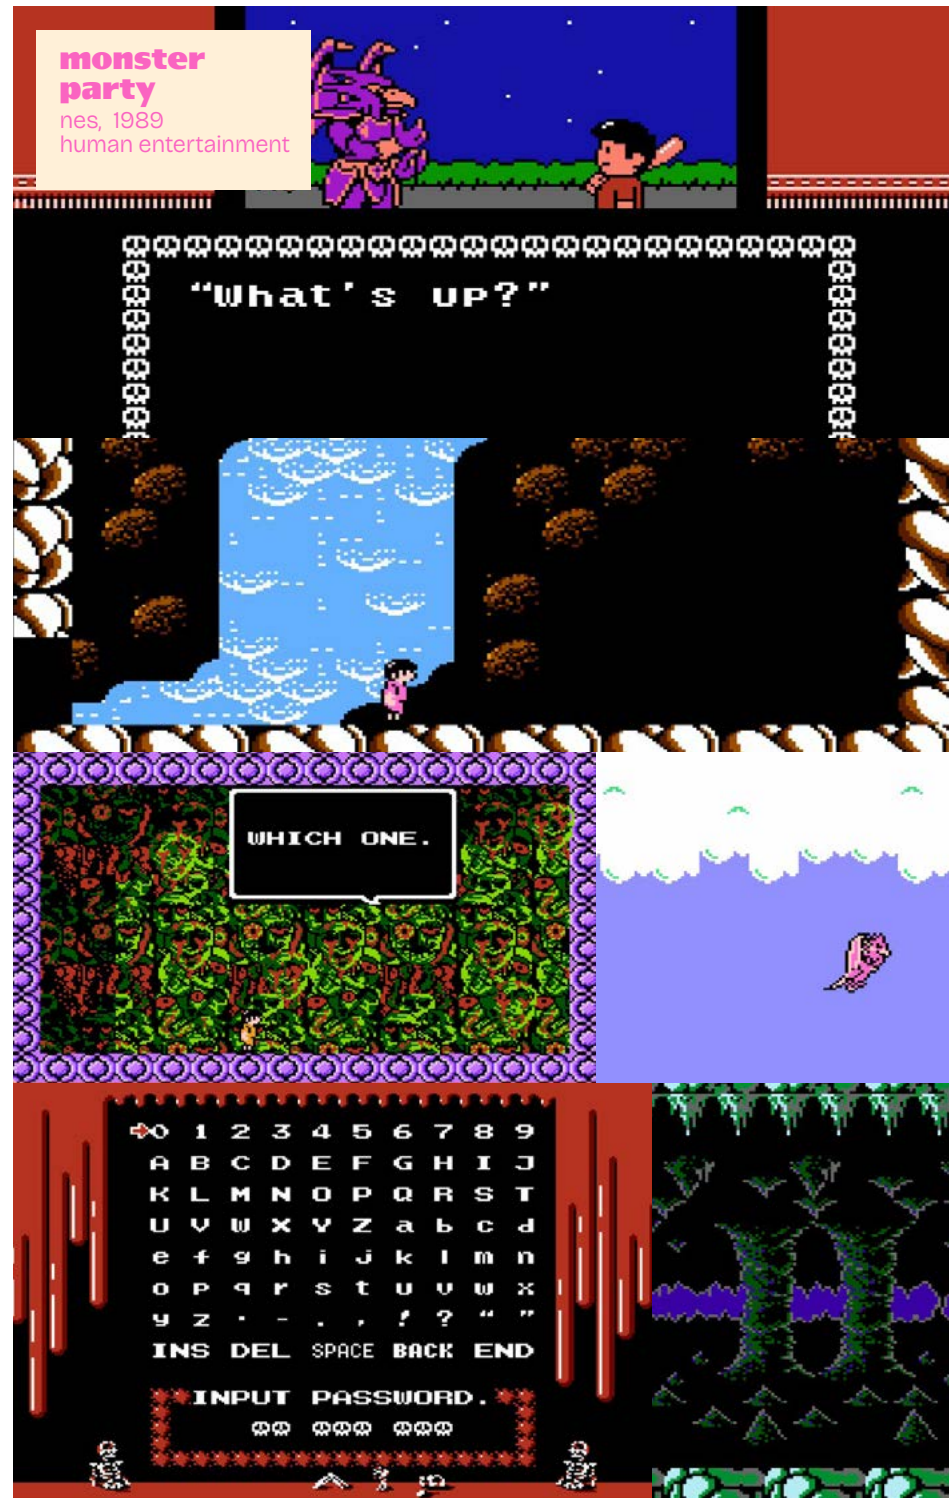 monster
party
nes, 1989
human entertainment
“What's up?”
WHICH ONE.
0 1 2 3 4 5 6 7 8 9
A B C D E F G H I J
K L M N O P Q R S T
U V W X Y Z a b c d
e f g h i j k l m n
o p q r s t u v w x
y z · - . , ! ? “ ”
INS DEL SPACE BACK END
INPUT PASSWORD.